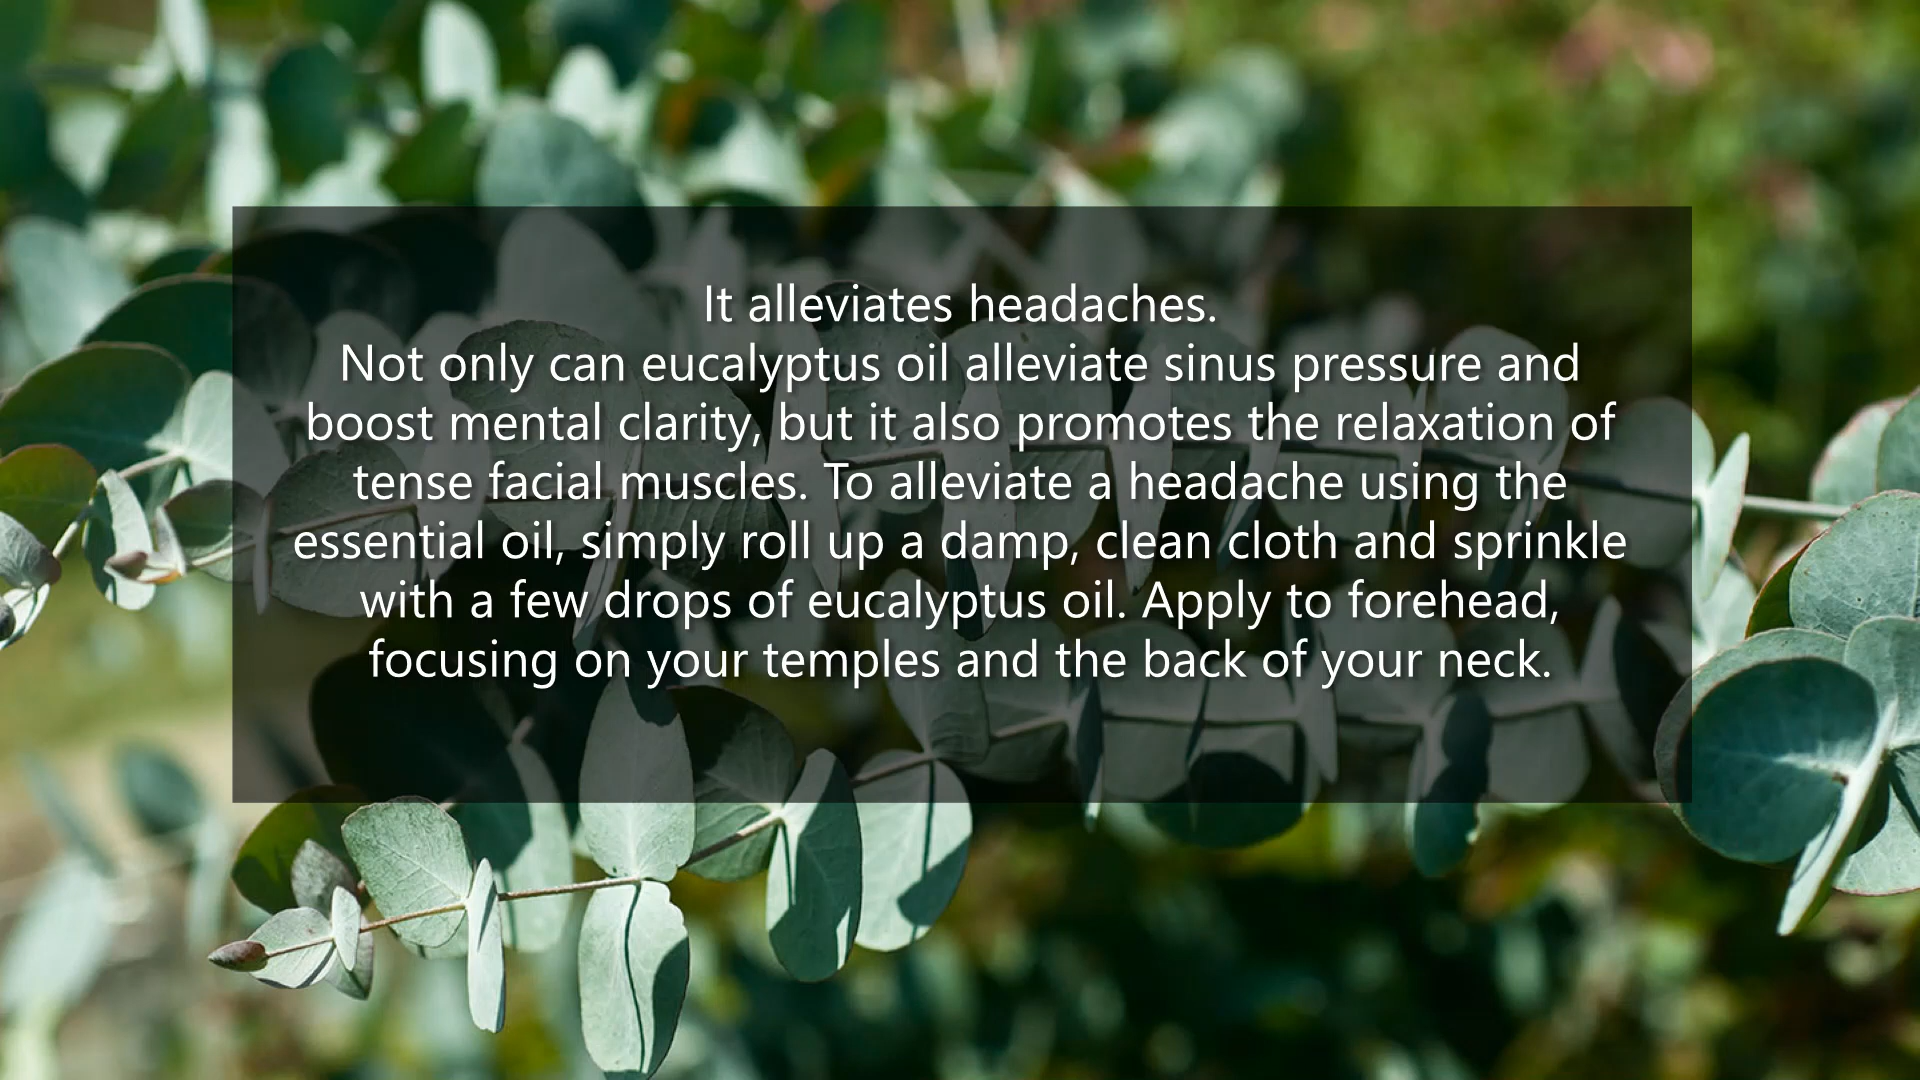 It alleviates headaches.
Not only can eucalyptus oil alleviate sinus pressure and
boost mental clarity, but it also promotes the relaxation of
tense facial muscles. To alleviate a headache using the
essential oil, simply roll up a damp, clean cloth and sprinkle
with a few drops of eucalyptus oil. Apply to forehead,
focusing on your temples and the back of your neck.